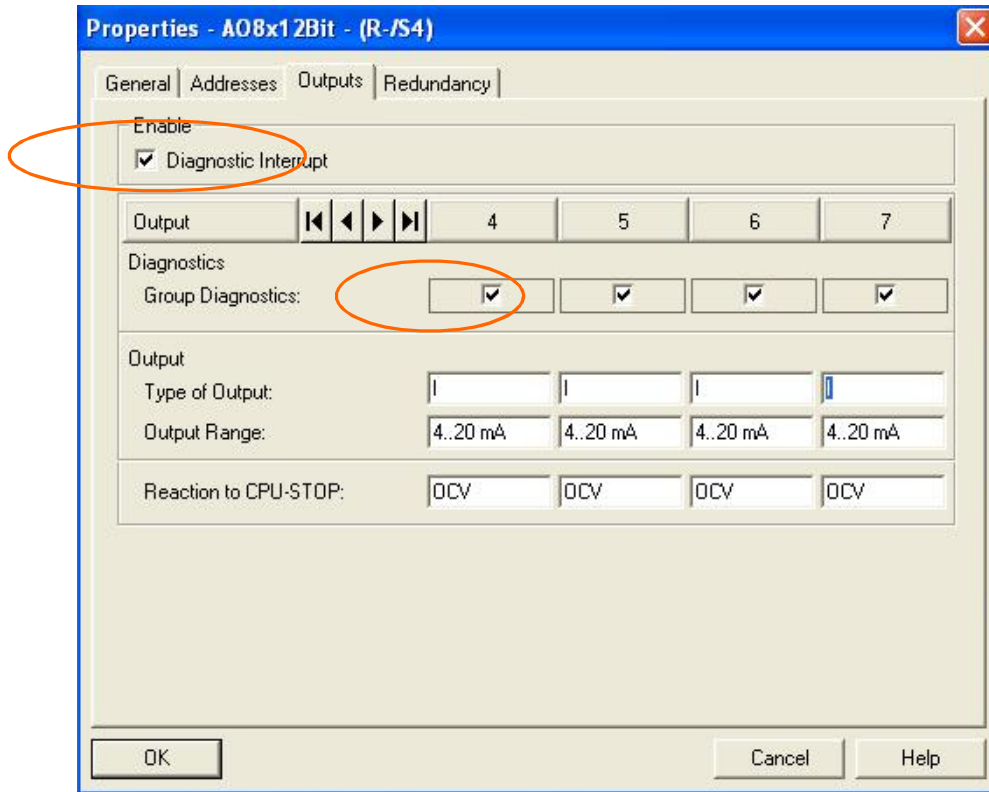 Properties - AO8x12Bit - (R-/S4)
General Addresses Outputs Redundancy
Enable
Diagnostic Interrupt
Output 4 5 6 7
Diagnostics
Group Diagnostics:
Output
Type of Output: I I I I
Output Range: 4..20 mA 4..20 mA 4..20 mA 4..20 mA
Reaction to CPU-STOP: OCV OCV OCV OCV
OK Cancel Help